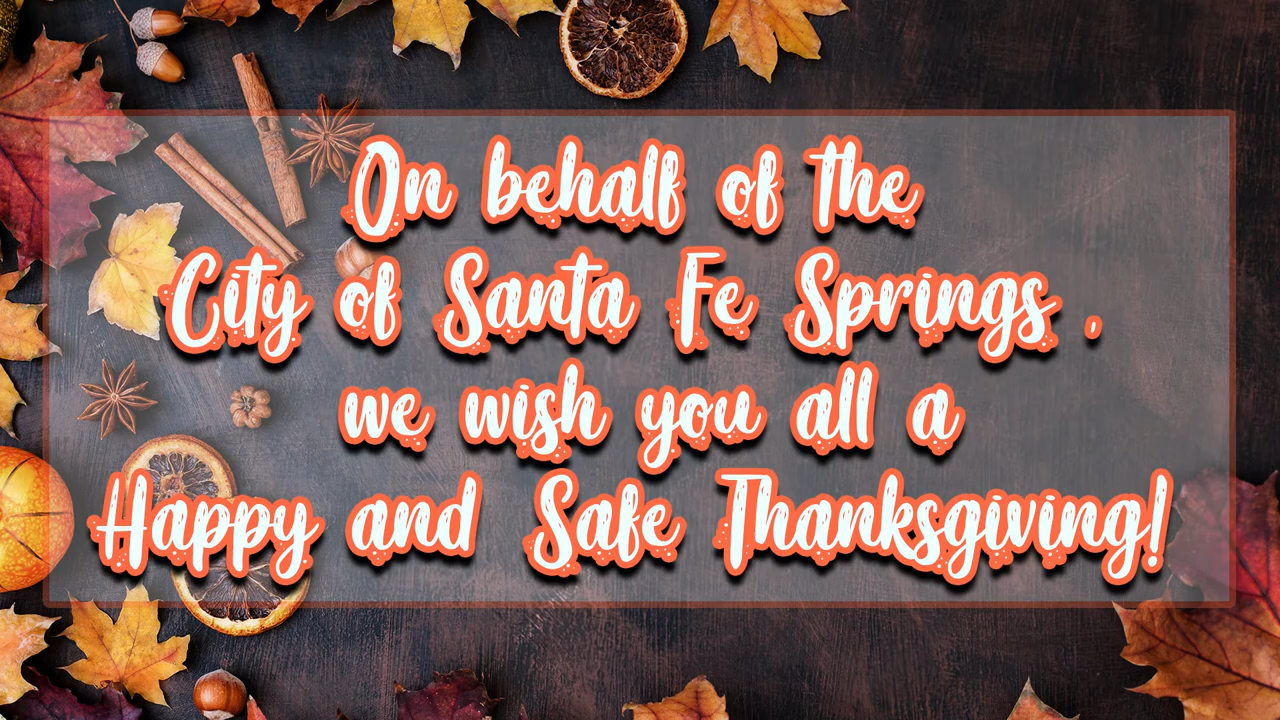 On behalf of the
City of Santa Fe Springs ,
we wish you all a
Happy and Safe Thanksgiving!